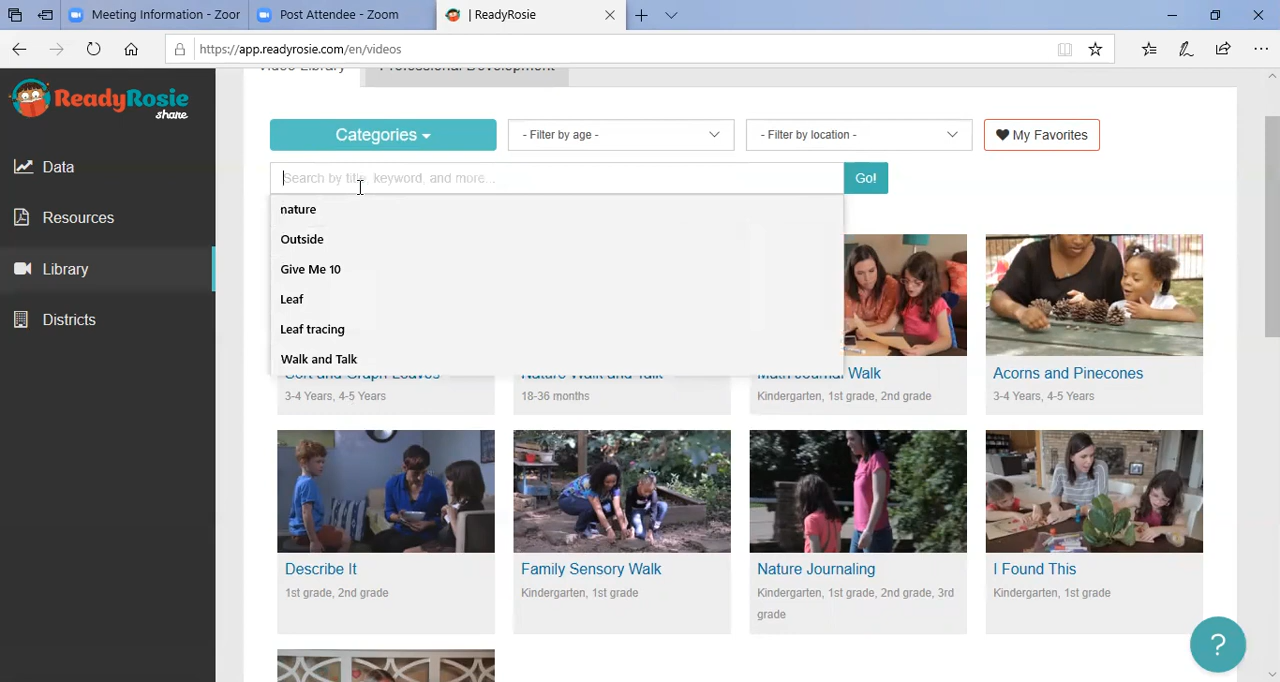 Meeting Information - Zoor
Post Attendee - Zoom
| ReadyRosie
https://app.readyrosie.com/en/videos
ReadyRosie
share
Data
Resources
Library
Districts
Video Library
Professional Development
Categories
- Filter by age -
- Filter by location -
My Favorites
Search by title, keyword, and more...
Go!
nature
Outside
Give Me 10
Leaf
Leaf tracing
Walk and Talk
Sort and Graph Leaves
3-4 Years, 4-5 Years
Nature Walk and Talk
18-36 months
Math Journal Walk
Kindergarten, 1st grade, 2nd grade
Acorns and Pinecones
3-4 Years, 4-5 Years
Describe It
1st grade, 2nd grade
Family Sensory Walk
Kindergarten, 1st grade
Nature Journaling
Kindergarten, 1st grade, 2nd grade, 3rd
grade
I Found This
Kindergarten, 1st grade
?